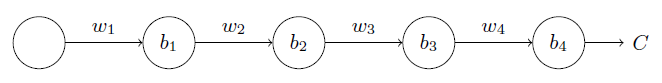 w₁ w₂ w₃ w₄
b₁ b₂ b₃ b₄ C